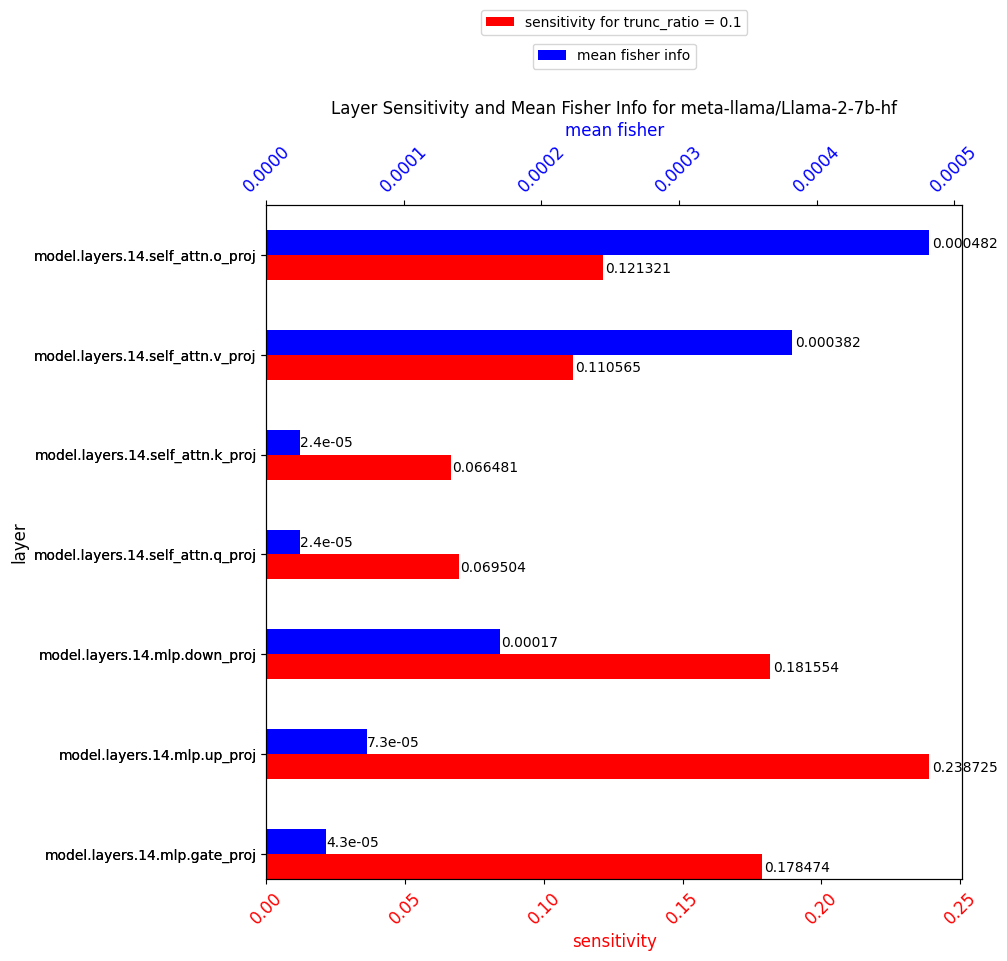 sensitivity for trunc_ratio = 0.1
mean fisher info
Layer Sensitivity and Mean Fisher Info for meta-llama/Llama-2-7b-hf
mean fisher
0.0000 0.0001 0.0002 0.0003 0.0004 0.0005
model.layers.14.self_attn.o_proj
0.000482
0.121321
model.layers.14.self_attn.v_proj
0.000382
0.110565
model.layers.14.self_attn.k_proj
2.4e-05
0.066481
model.layers.14.self_attn.q_proj
2.4e-05
0.069504
model.layers.14.mlp.down_proj
0.00017
0.181554
model.layers.14.mlp.up_proj
7.3e-05
0.238725
model.layers.14.mlp.gate_proj
4.3e-05
0.178474
layer
0.00 0.05 0.10 0.15 0.20 0.25
sensitivity